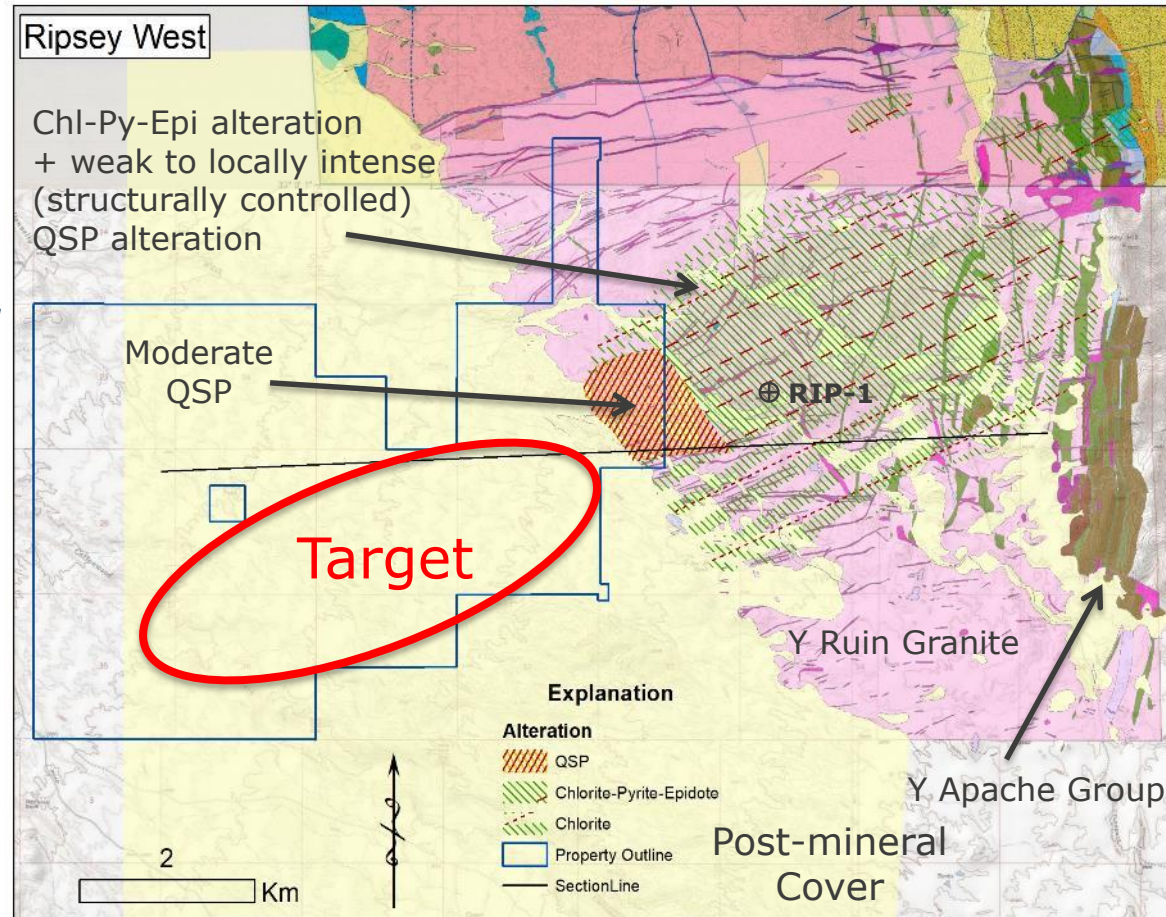 Ripsey West
Chl-Py-Epi alteration
+ weak to locally intense
(structurally controlled)
QSP alteration
Moderate
QSP
RIP-1
Target
Y Ruin Granite
Y Apache Group
Post-mineral
Cover
Explanation
Alteration
QSP
Chlorite-Pyrite-Epidote
Chlorite
Property Outline
SectionLine
2
Km